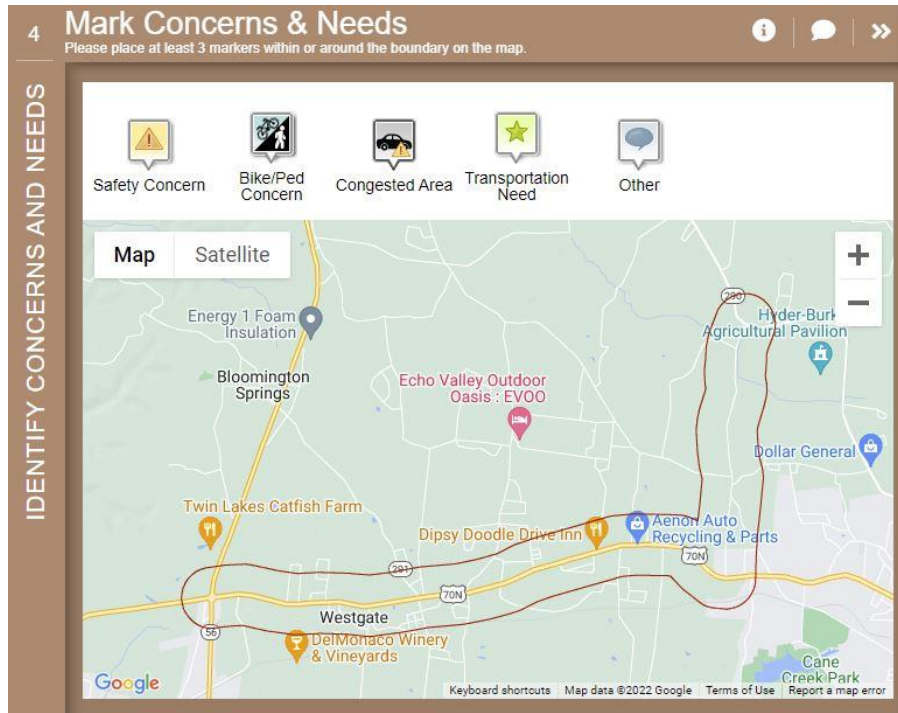 4
Mark Concerns & Needs
Please place at least 3 markers within or around the boundary on the map.
IDENTIFY CONCERNS AND NEEDS
Safety Concern
Bike/Ped
Concern
Congested Area
Transportation
Need
Other
Map
Satellite
+
−
290
Energy 1 Foam
Insulation
Hyder-Burk
Agricultural Pavilion
Bloomington
Springs
Echo Valley Outdoor
Oasis : EVOO
Dollar General
Twin Lakes Catfish Farm
Dipsy Doodle Drive Inn
Aenon Auto
Recycling & Parts
70N
291
70N
Westgate
56
DelMonaco Winery
& Vineyards
Cane
Creek Park
Google
Keyboard shortcuts
Map data ©2022 Google
Terms of Use
Report a map error